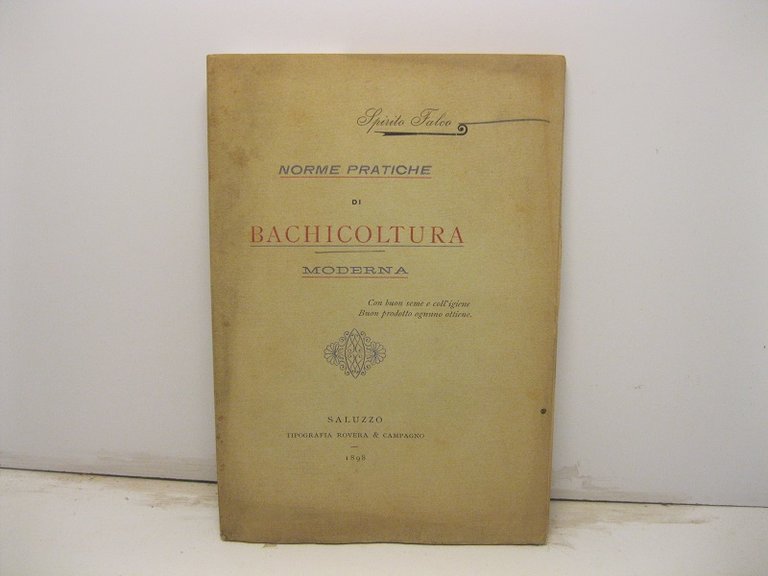 Spirito Falco
NORME PRATICHE
DI
BACHICOLTURA
MODERNA
Con buon seme e coll'igiene
Buon prodotto ognuno ottiene.
SALUZZO
TIPOGRAFIA ROVERA & CAMPAGNO
1898